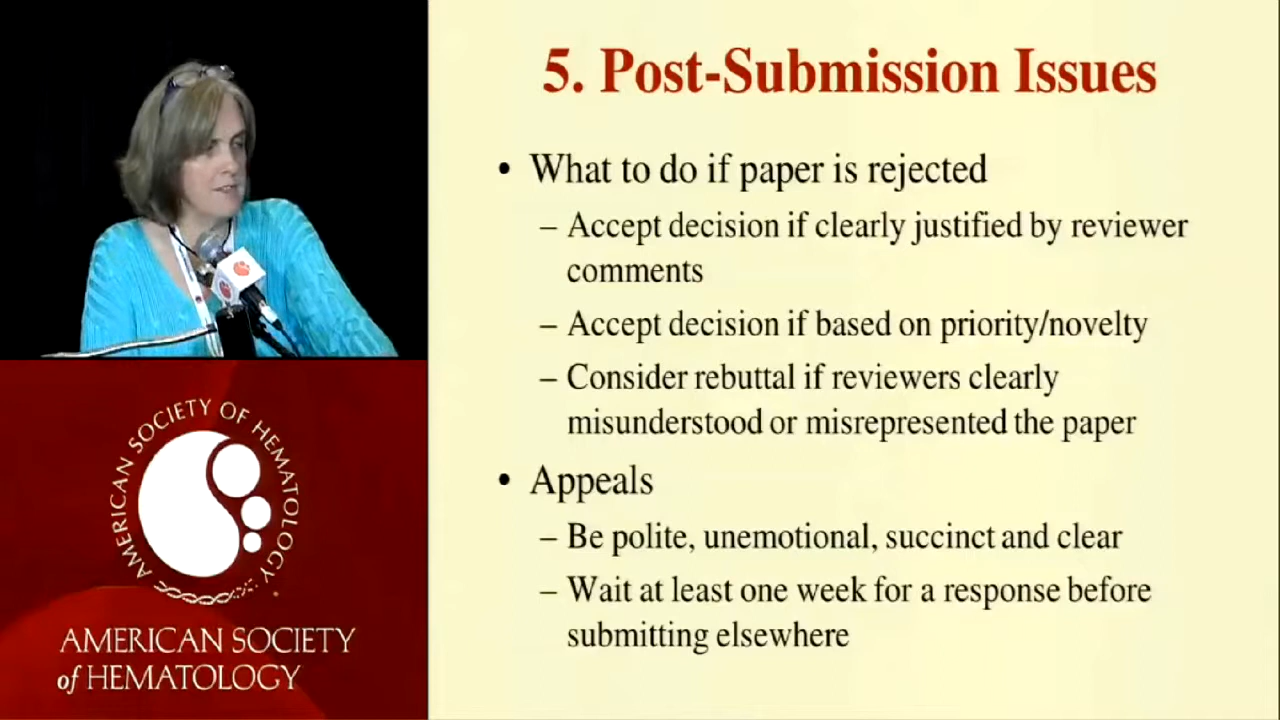 5. Post-Submission Issues
• What to do if paper is rejected
– Accept decision if clearly justified by reviewer
comments
– Accept decision if based on priority/novelty
– Consider rebuttal if reviewers clearly
misunderstood or misrepresented the paper
• Appeals
– Be polite, unemotional, succinct and clear
– Wait at least one week for a response before
submitting elsewhere
AMERICAN SOCIETY OF HEMATOLOGY
AMERICAN SOCIETY
of HEMATOLOGY